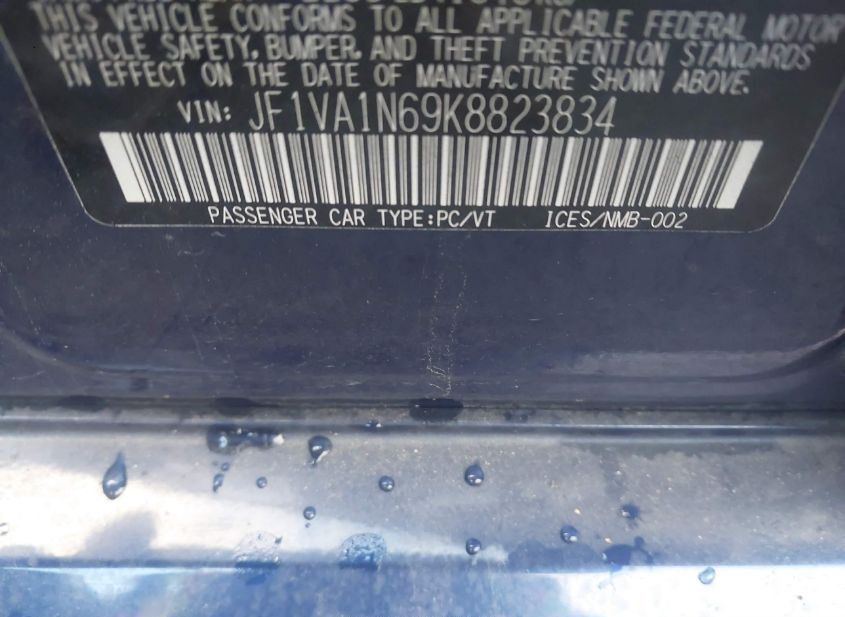 THIS VEHICLE CONFORMS TO ALL APPLICABLE FEDERAL MOTOR
VEHICLE SAFETY, BUMPER, AND THEFT PREVENTION STANDARDS
IN EFFECT ON THE DATE OF MANUFACTURE SHOWN ABOVE.
VIN: JF1VA1N69K8823834
PASSENGER CAR TYPE:PC/VT ICES/NMB-002